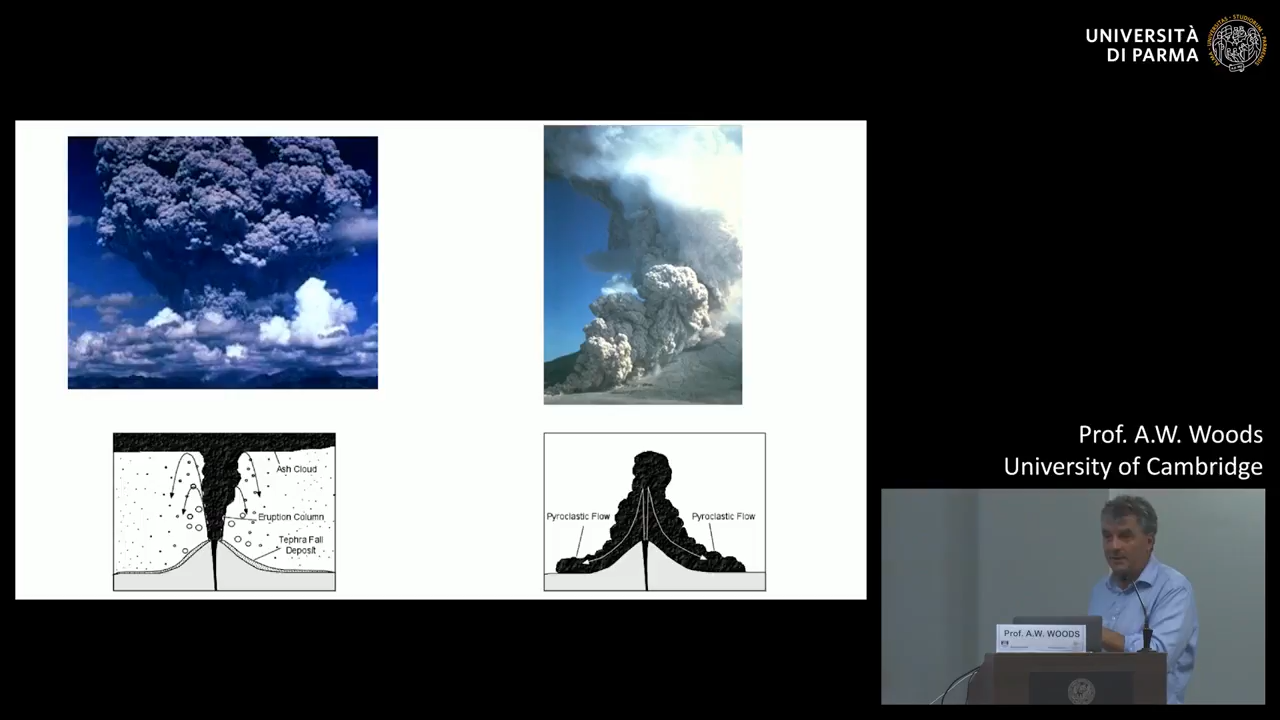 UNIVERSITÀ
DI PARMA
Ash Cloud
Eruption Column
Tephra Fall
Deposit
Pyroclastic Flow
Pyroclastic Flow
Prof. A.W. Woods
University of Cambridge
Prof. A.W. WOODS